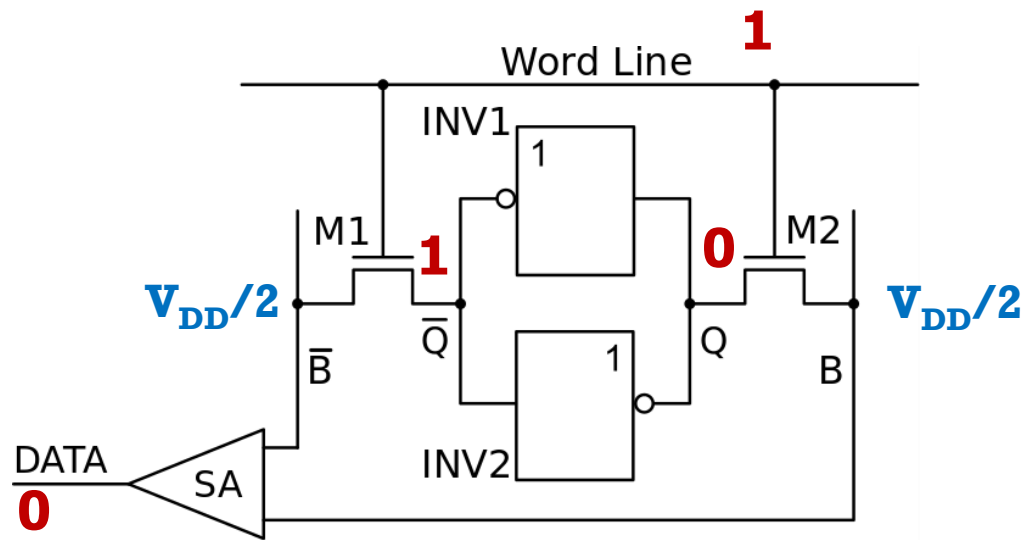 1
Word Line
INV1
1
M1
M2
1
0
V_DD/2
V_DD/2
Q̅
Q
B̅
B
1
DATA
SA
INV2
0